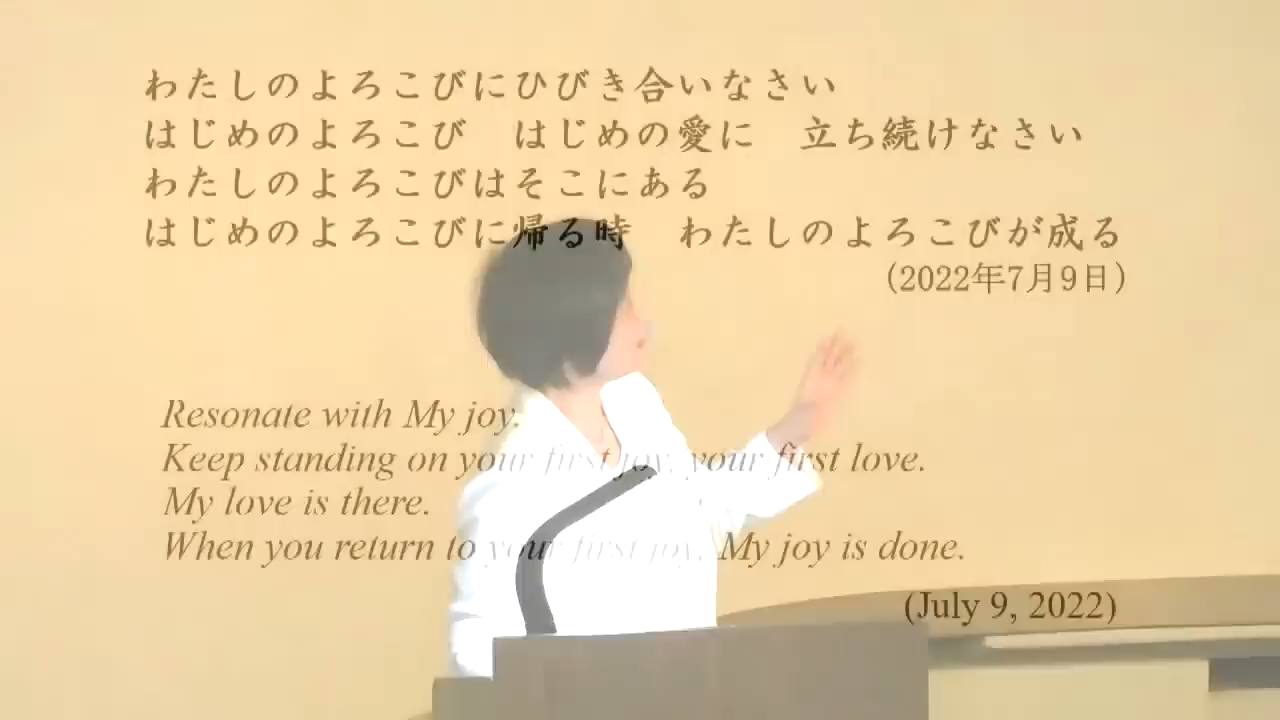 わたしのよろこびにひびき合いなさい
はじめのよろこび　はじめの愛に　立ち続けなさい
わたしのよろこびはそこにある
はじめのよろこびに帰る時　わたしのよろこびが成る
(2022年7月9日)
Resonate with My joy.
Keep standing on your first joy, your first love.
My love is there.
When you return to your first joy, My joy is done.
(July 9, 2022)